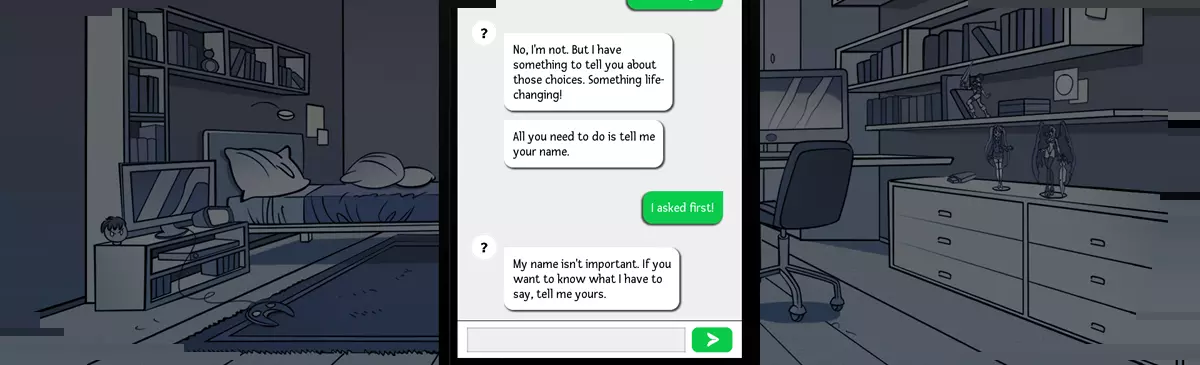 ?
No, I'm not. But I have
something to tell you about
those choices. Something life-
changing!
All you need to do is tell me
your name.
I asked first!
?
My name isn't important. If you
want to know what I have to
say, tell me yours.